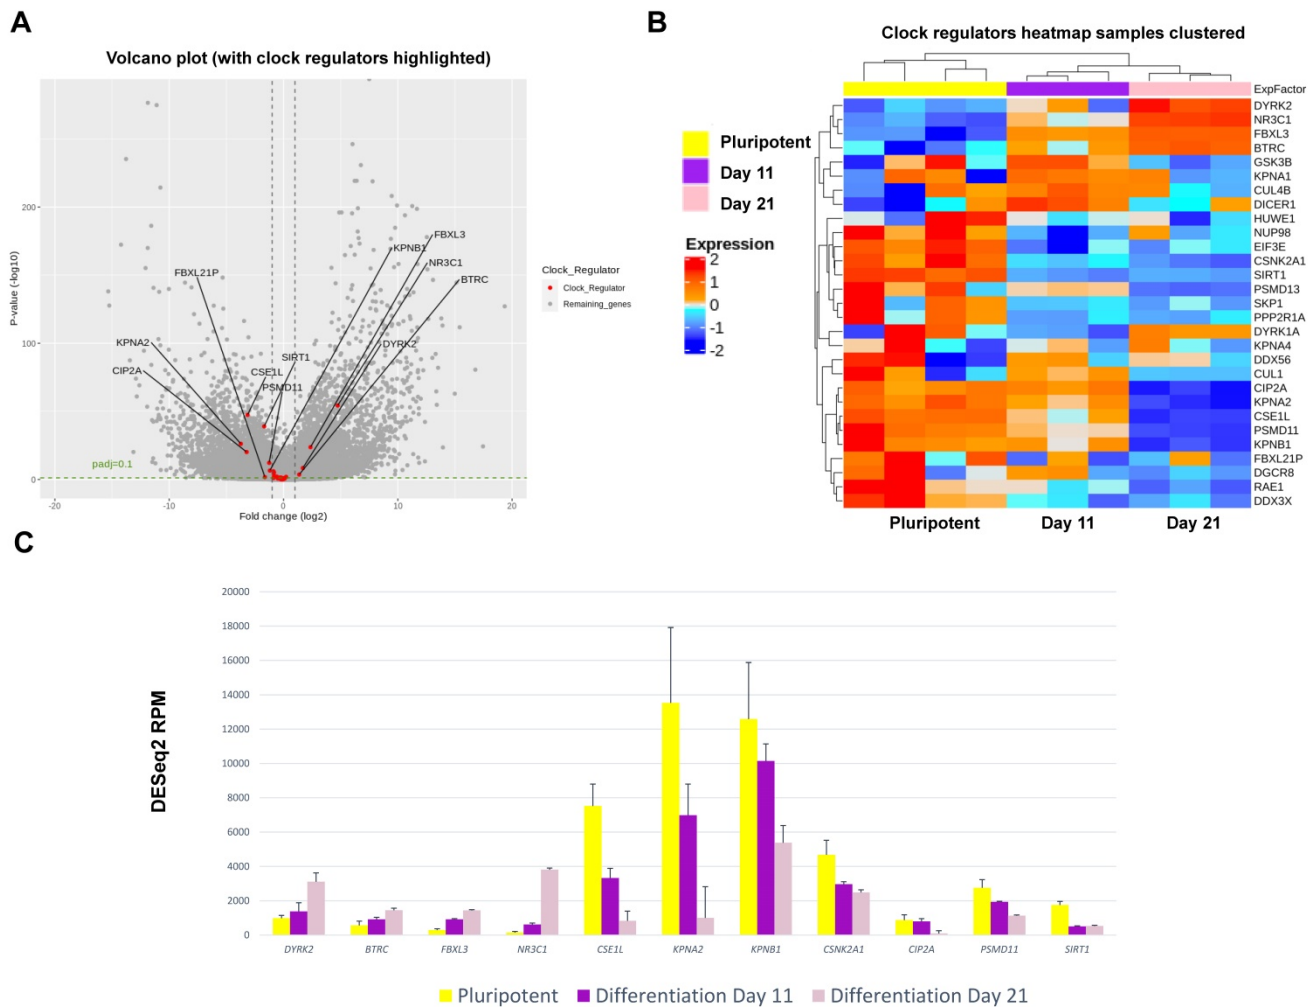 A
Volcano plot (with clock regulators highlighted)
P-value (-log10)
200
100
0
FBXL3
KPNB1
NR3C1
FBXL21P
BTRC
KPNA2
DYRK2
SIRT1
CIP2A
CSE1L
PSMD11
padj=0.1
-20
-10
0
10
20
Fold change (log2)
Clock_Regulator
Clock_Regulator
Remaining_genes
B
Clock regulators heatmap samples clustered
Pluripotent
Day 11
Day 21
Expression
2
1
0
-1
-2
ExpFactor
DYRK2
NR3C1
FBXL3
BTRC
GSK3B
KPNA1
CUL4B
DICER1
HUWE1
NUP98
EIF3E
CSNK2A1
SIRT1
PSMD13
SKP1
PPP2R1A
DYRK1A
KPNA4
DDX56
CUL1
CIP2A
KPNA2
CSE1L
PSMD11
KPNB1
FBXL21P
DGCR8
RAE1
DDX3X
Pluripotent Day 11 Day 21
C
DESeq2 RPM
20000
18000
16000
14000
12000
10000
8000
6000
4000
2000
0
DYRK2 BTRC FBXL3 NR3C1 CSE1L KPNA2 KPNB1 CSNK2A1 CIP2A PSMD11 SIRT1
Pluripotent Differentiation Day 11 Differentiation Day 21